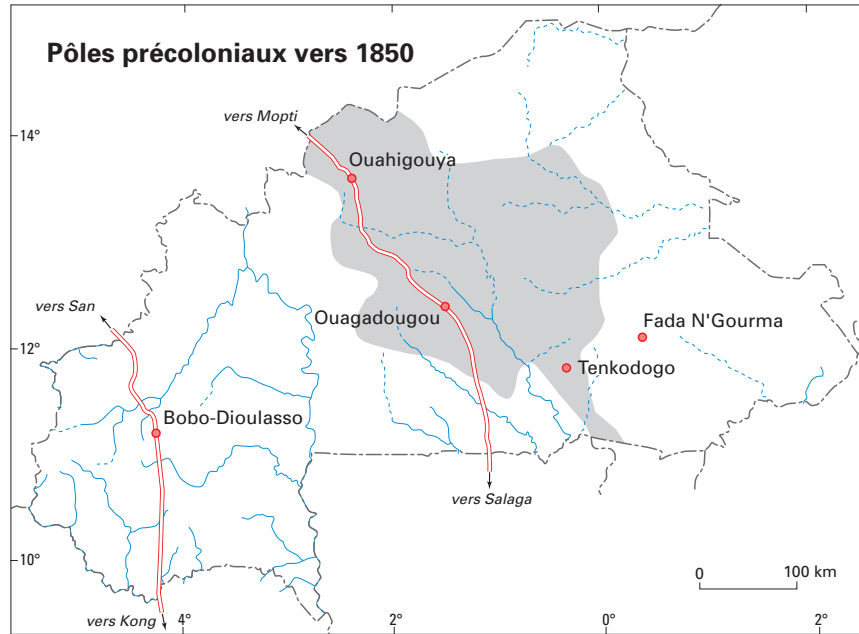 Pôles précoloniaux vers 1850
vers Mopti
14°
Ouahigouya
vers San
Ouagadougou
Fada N'Gourma
12°
Tenkodogo
Bobo-Dioulasso
vers Salaga
10°
0
100 km
vers Kong
4°
2°
0°
2°